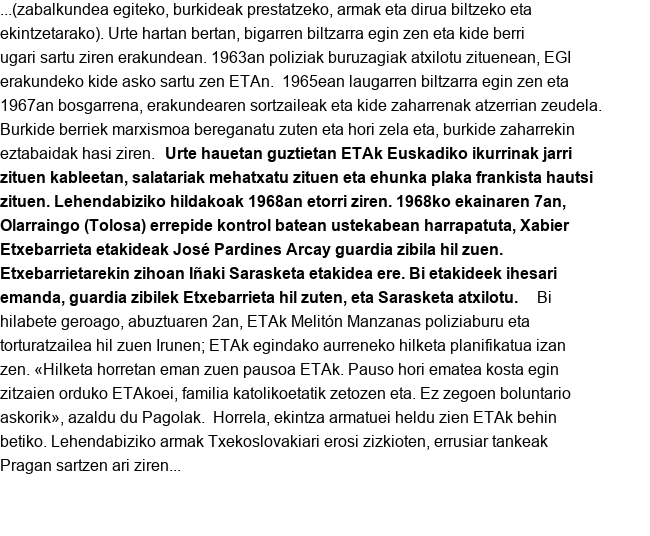 ...(zabalkundea egiteko, burkideak prestatzeko, armak eta dirua biltzeko eta
ekintzetarako). Urte hartan bertan, bigarren biltzarra egin zen eta kide berri
ugari sartu ziren erakundean. 1963an poliziak buruzagiak atxilotu zituenean, EGI
erakundeko kide asko sartu zen ETAn.  1965ean laugarren biltzarra egin zen eta
1967an bosgarrena, erakundearen sortzaileak eta kide zaharrenak atzerrian zeudela.
Burkide berriek marxismoa bereganatu zuten eta hori zela eta, burkide zaharrekin
eztabaidak hasi ziren.  Urte hauetan guztietan ETAk Euskadiko ikurrinak jarri
zituen kableetan, salatariak mehatxatu zituen eta ehunka plaka frankista hautsi
zituen. Lehendabiziko hildakoak 1968an etorri ziren. 1968ko ekainaren 7an,
Olarraingo (Tolosa) errepide kontrol batean ustekabean harrapatuta, Xabier
Etxebarrieta etakideak José Pardines Arcay guardia zibila hil zuen.
Etxebarrietarekin zihoan Iñaki Sarasketa etakidea ere. Bi etakideek ihesari
emanda, guardia zibilek Etxebarrieta hil zuten, eta Sarasketa atxilotu.    Bi
hilabete geroago, abuztuaren 2an, ETAk Melitón Manzanas poliziaburu eta
torturatzailea hil zuen Irunen; ETAk egindako aurreneko hilketa planifikatua izan
zen. «Hilketa horretan eman zuen pausoa ETAk. Pauso hori ematea kosta egin
zitzaien orduko ETAkoei, familia katolikoetatik zetozen eta. Ez zegoen boluntario
askorik», azaldu du Pagolak.  Horrela, ekintza armatuei heldu zien ETAk behin
betiko. Lehendabiziko armak Txekoslovakiari erosi zizkioten, errusiar tankeak
Pragan sartzen ari ziren...